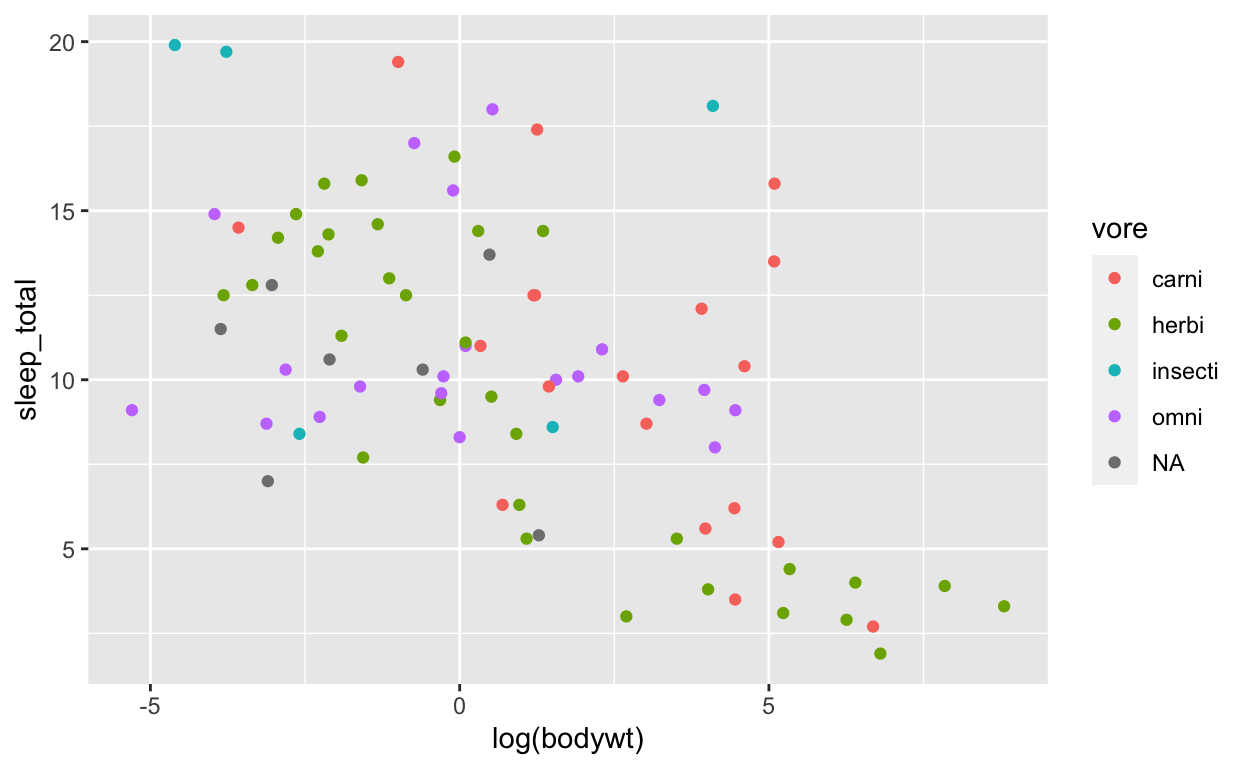 20
15
10
5
sleep_total
-5
0
5
log(bodywt)
vore
carni
herbi
insecti
omni
NA